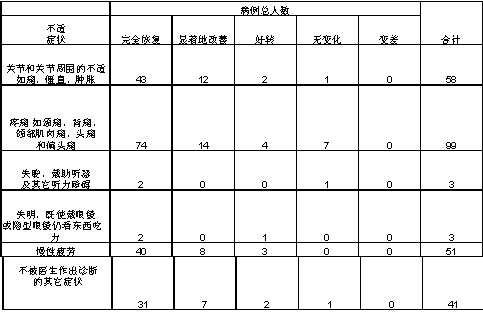 病例总人数
不适
症状 完全恢复 显著地改善 好转 无变化 变差 合计
关节和关节周围的不适
如痛、僵直、肿胀 43 12 2 1 0 58
疼痛 如颈痛、背痛、
颈部肌肉痛、头痛
和偏头痛 74 14 4 7 0 99
失聪、戴助听器
及其它听力障碍 2 0 0 1 0 3
失明、既使戴眼镜
或隐型眼镜仍看东西吃
力 2 0 1 0 0 3
慢性疲劳 40 8 3 0 0 51
不被医生作出诊断
的其它症状 31 7 2 1 0 41